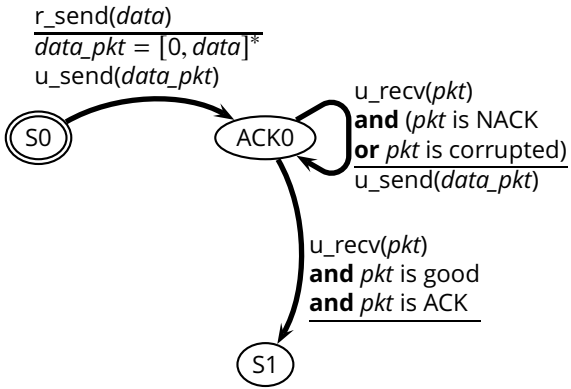 r_send(data)
data_pkt = [0, data]*
u_send(data_pkt)
S0
ACK0
u_recv(pkt)
and (pkt is NACK
or pkt is corrupted)
u_send(data_pkt)
u_recv(pkt)
and pkt is good
and pkt is ACK
S1